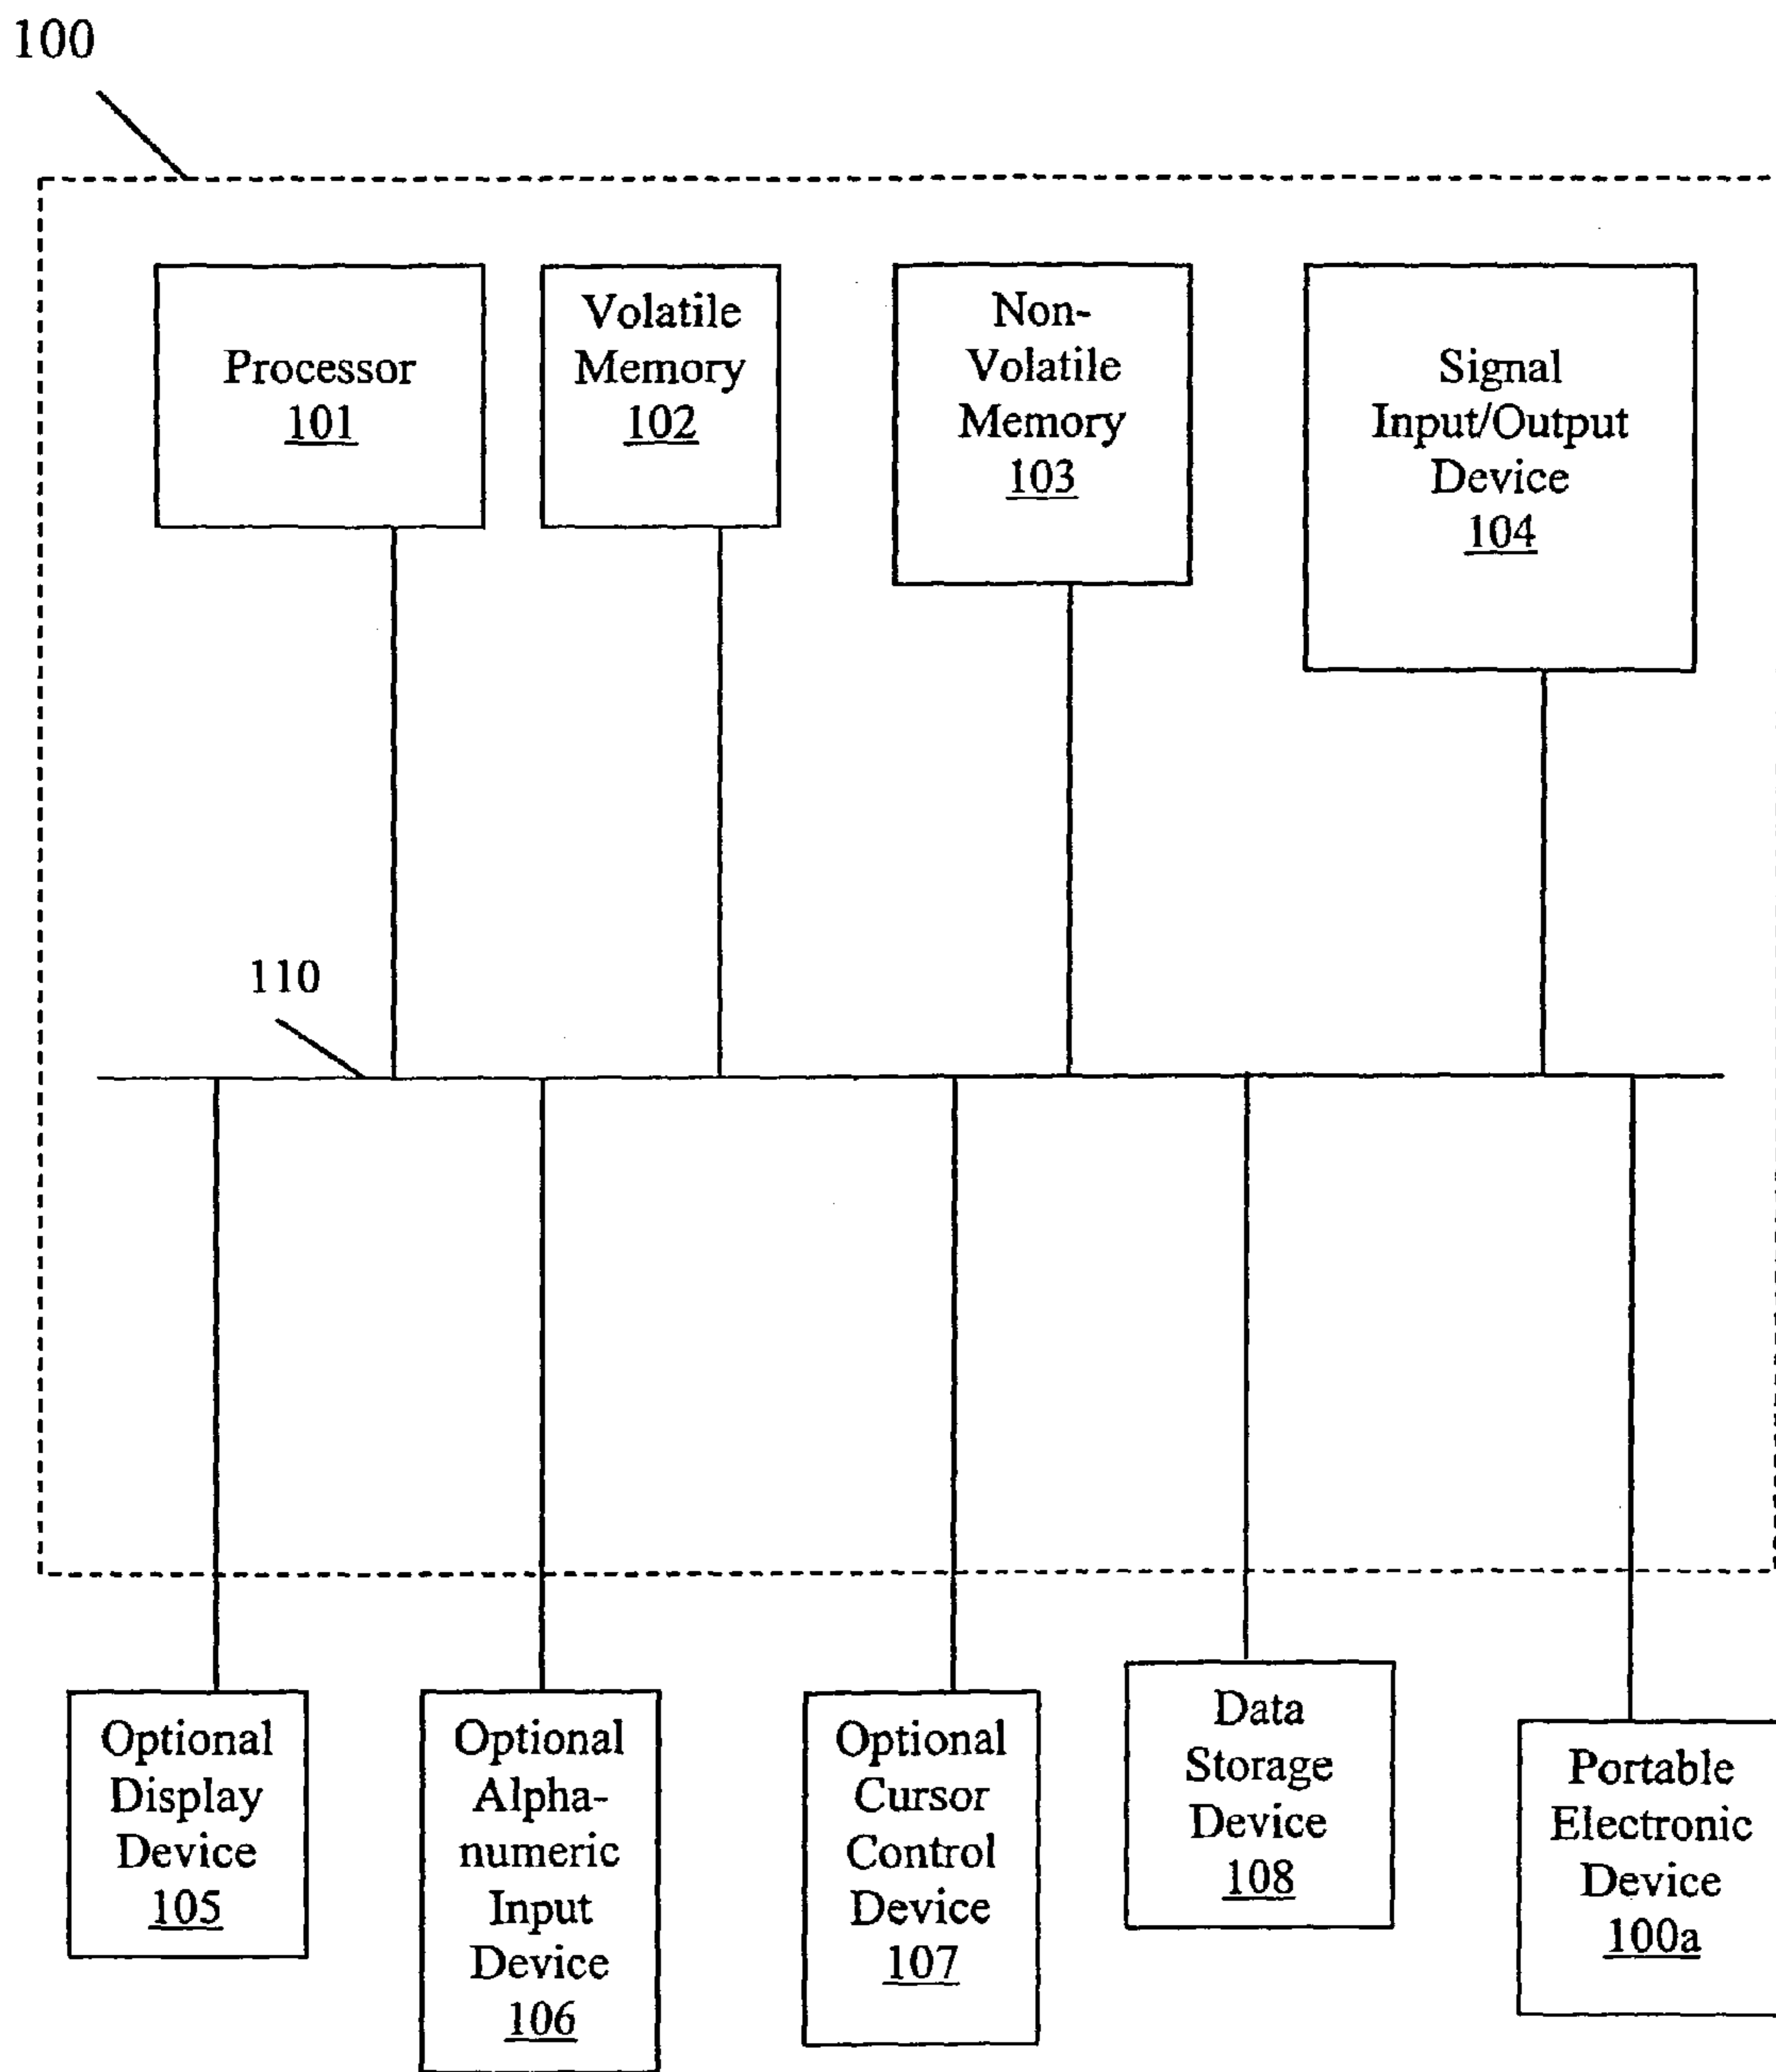 100
Processor
101
Volatile
Memory
102
Non-
Volatile
Memory
103
Signal
Input/Output
Device
104
110
Optional
Display
Device
105
Optional
Alpha-
numeric
Input
Device
106
Optional
Cursor
Control
Device
107
Data
Storage
Device
108
Portable
Electronic
Device
100a